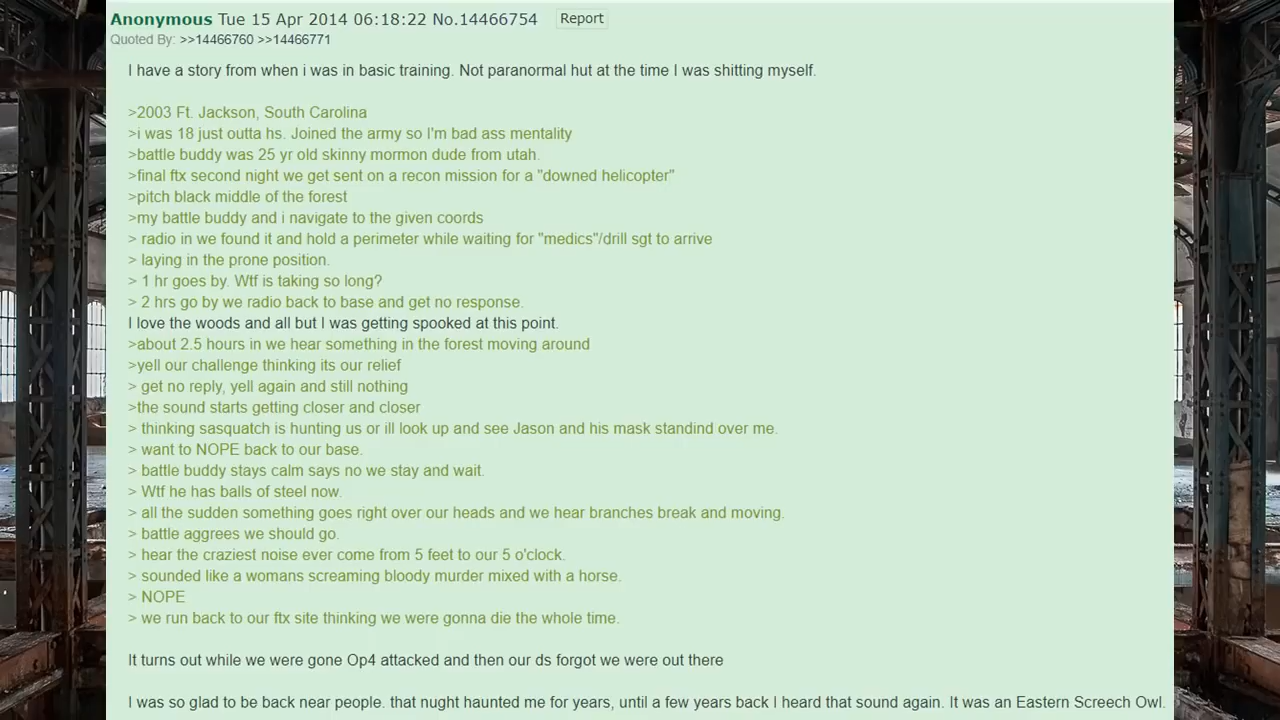 Anonymous Tue 15 Apr 2014 06:18:22 No.14466754 Report
Quoted By: >>14466760 >>14466771
I have a story from when i was in basic training. Not paranormal hut at the time I was shitting myself.
>2003 Ft. Jackson, South Carolina
>i was 18 just outta hs. Joined the army so I'm bad ass mentality
>battle buddy was 25 yr old skinny mormon dude from utah.
>final ftx second night we get sent on a recon mission for a "downed helicopter"
>pitch black middle of the forest
>my battle buddy and i navigate to the given coords
> radio in we found it and hold a perimeter while waiting for "medics"/drill sgt to arrive
> laying in the prone position.
> 1 hr goes by. Wtf is taking so long?
> 2 hrs go by we radio back to base and get no response.
I love the woods and all but I was getting spooked at this point.
>about 2.5 hours in we hear something in the forest moving around
>yell our challenge thinking its our relief
> get no reply, yell again and still nothing
>the sound starts getting closer and closer
> thinking sasquatch is hunting us or ill look up and see Jason and his mask standind over me.
> want to NOPE back to our base.
> battle buddy stays calm says no we stay and wait.
> Wtf he has balls of steel now.
> all the sudden something goes right over our heads and we hear branches break and moving.
> battle aggrees we should go.
> hear the craziest noise ever come from 5 feet to our 5 o'clock.
> sounded like a womans screaming bloody murder mixed with a horse.
> NOPE
> we run back to our ftx site thinking we were gonna die the whole time.
It turns out while we were gone Op4 attacked and then our ds forgot we were out there
I was so glad to be back near people. that nught haunted me for years, until a few years back I heard that sound again. It was an Eastern Screech Owl.